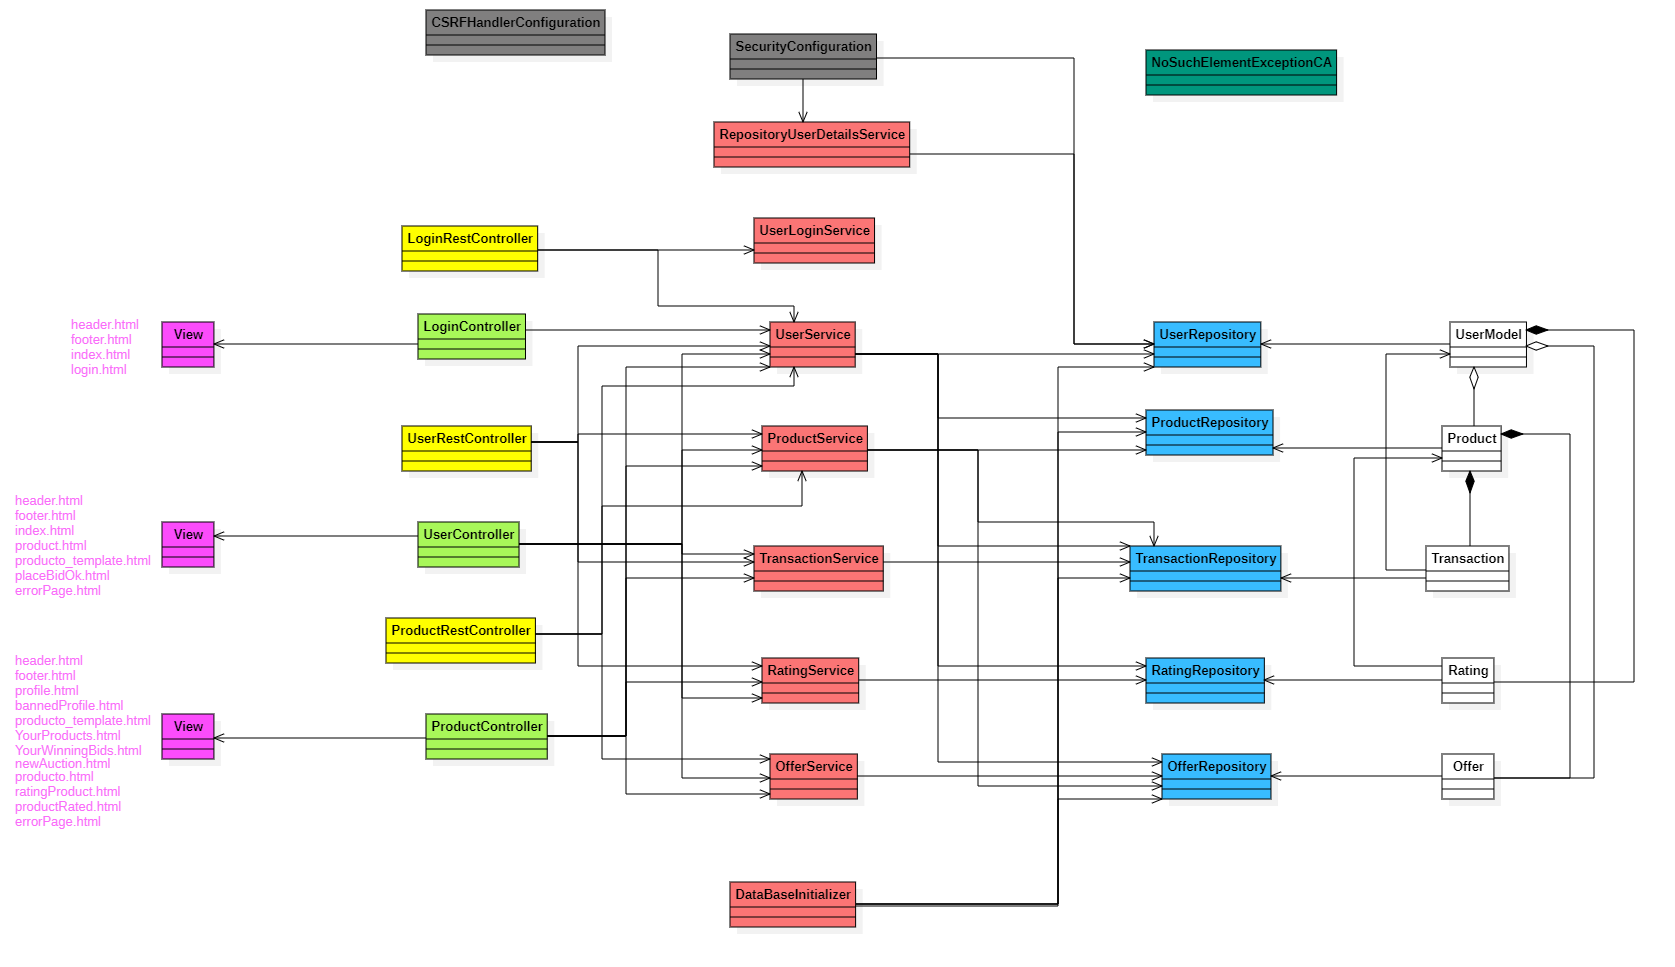 CSRFHandlerConfiguration
SecurityConfiguration
NoSuchElementExceptionCA
RepositoryUserDetailsService
LoginRestController
UserLoginService
header.html
footer.html
index.html
login.html
View
LoginController
UserService
UserRepository
UserModel
UserRestController
ProductService
ProductRepository
Product
header.html
footer.html
index.html
product.html
producto_template.html
placeBidOk.html
errorPage.html
View
UserController
TransactionService
TransactionRepository
Transaction
ProductRestController
header.html
footer.html
profile.html
bannedProfile.html
producto_template.html
YourProducts.html
YourWinningBids.html
newAuction.html
producto.html
ratingProduct.html
productRated.html
errorPage.html
View
ProductController
RatingService
RatingRepository
Rating
OfferService
OfferRepository
Offer
DataBaseInitializer